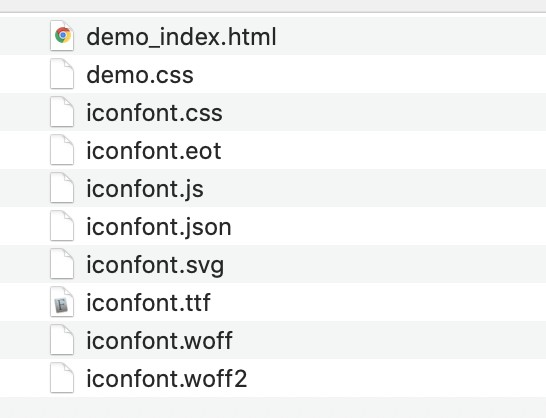 demo_index.html
demo.css
iconfont.css
iconfont.eot
iconfont.js
iconfont.json
iconfont.svg
iconfont.ttf
iconfont.woff
iconfont.woff2